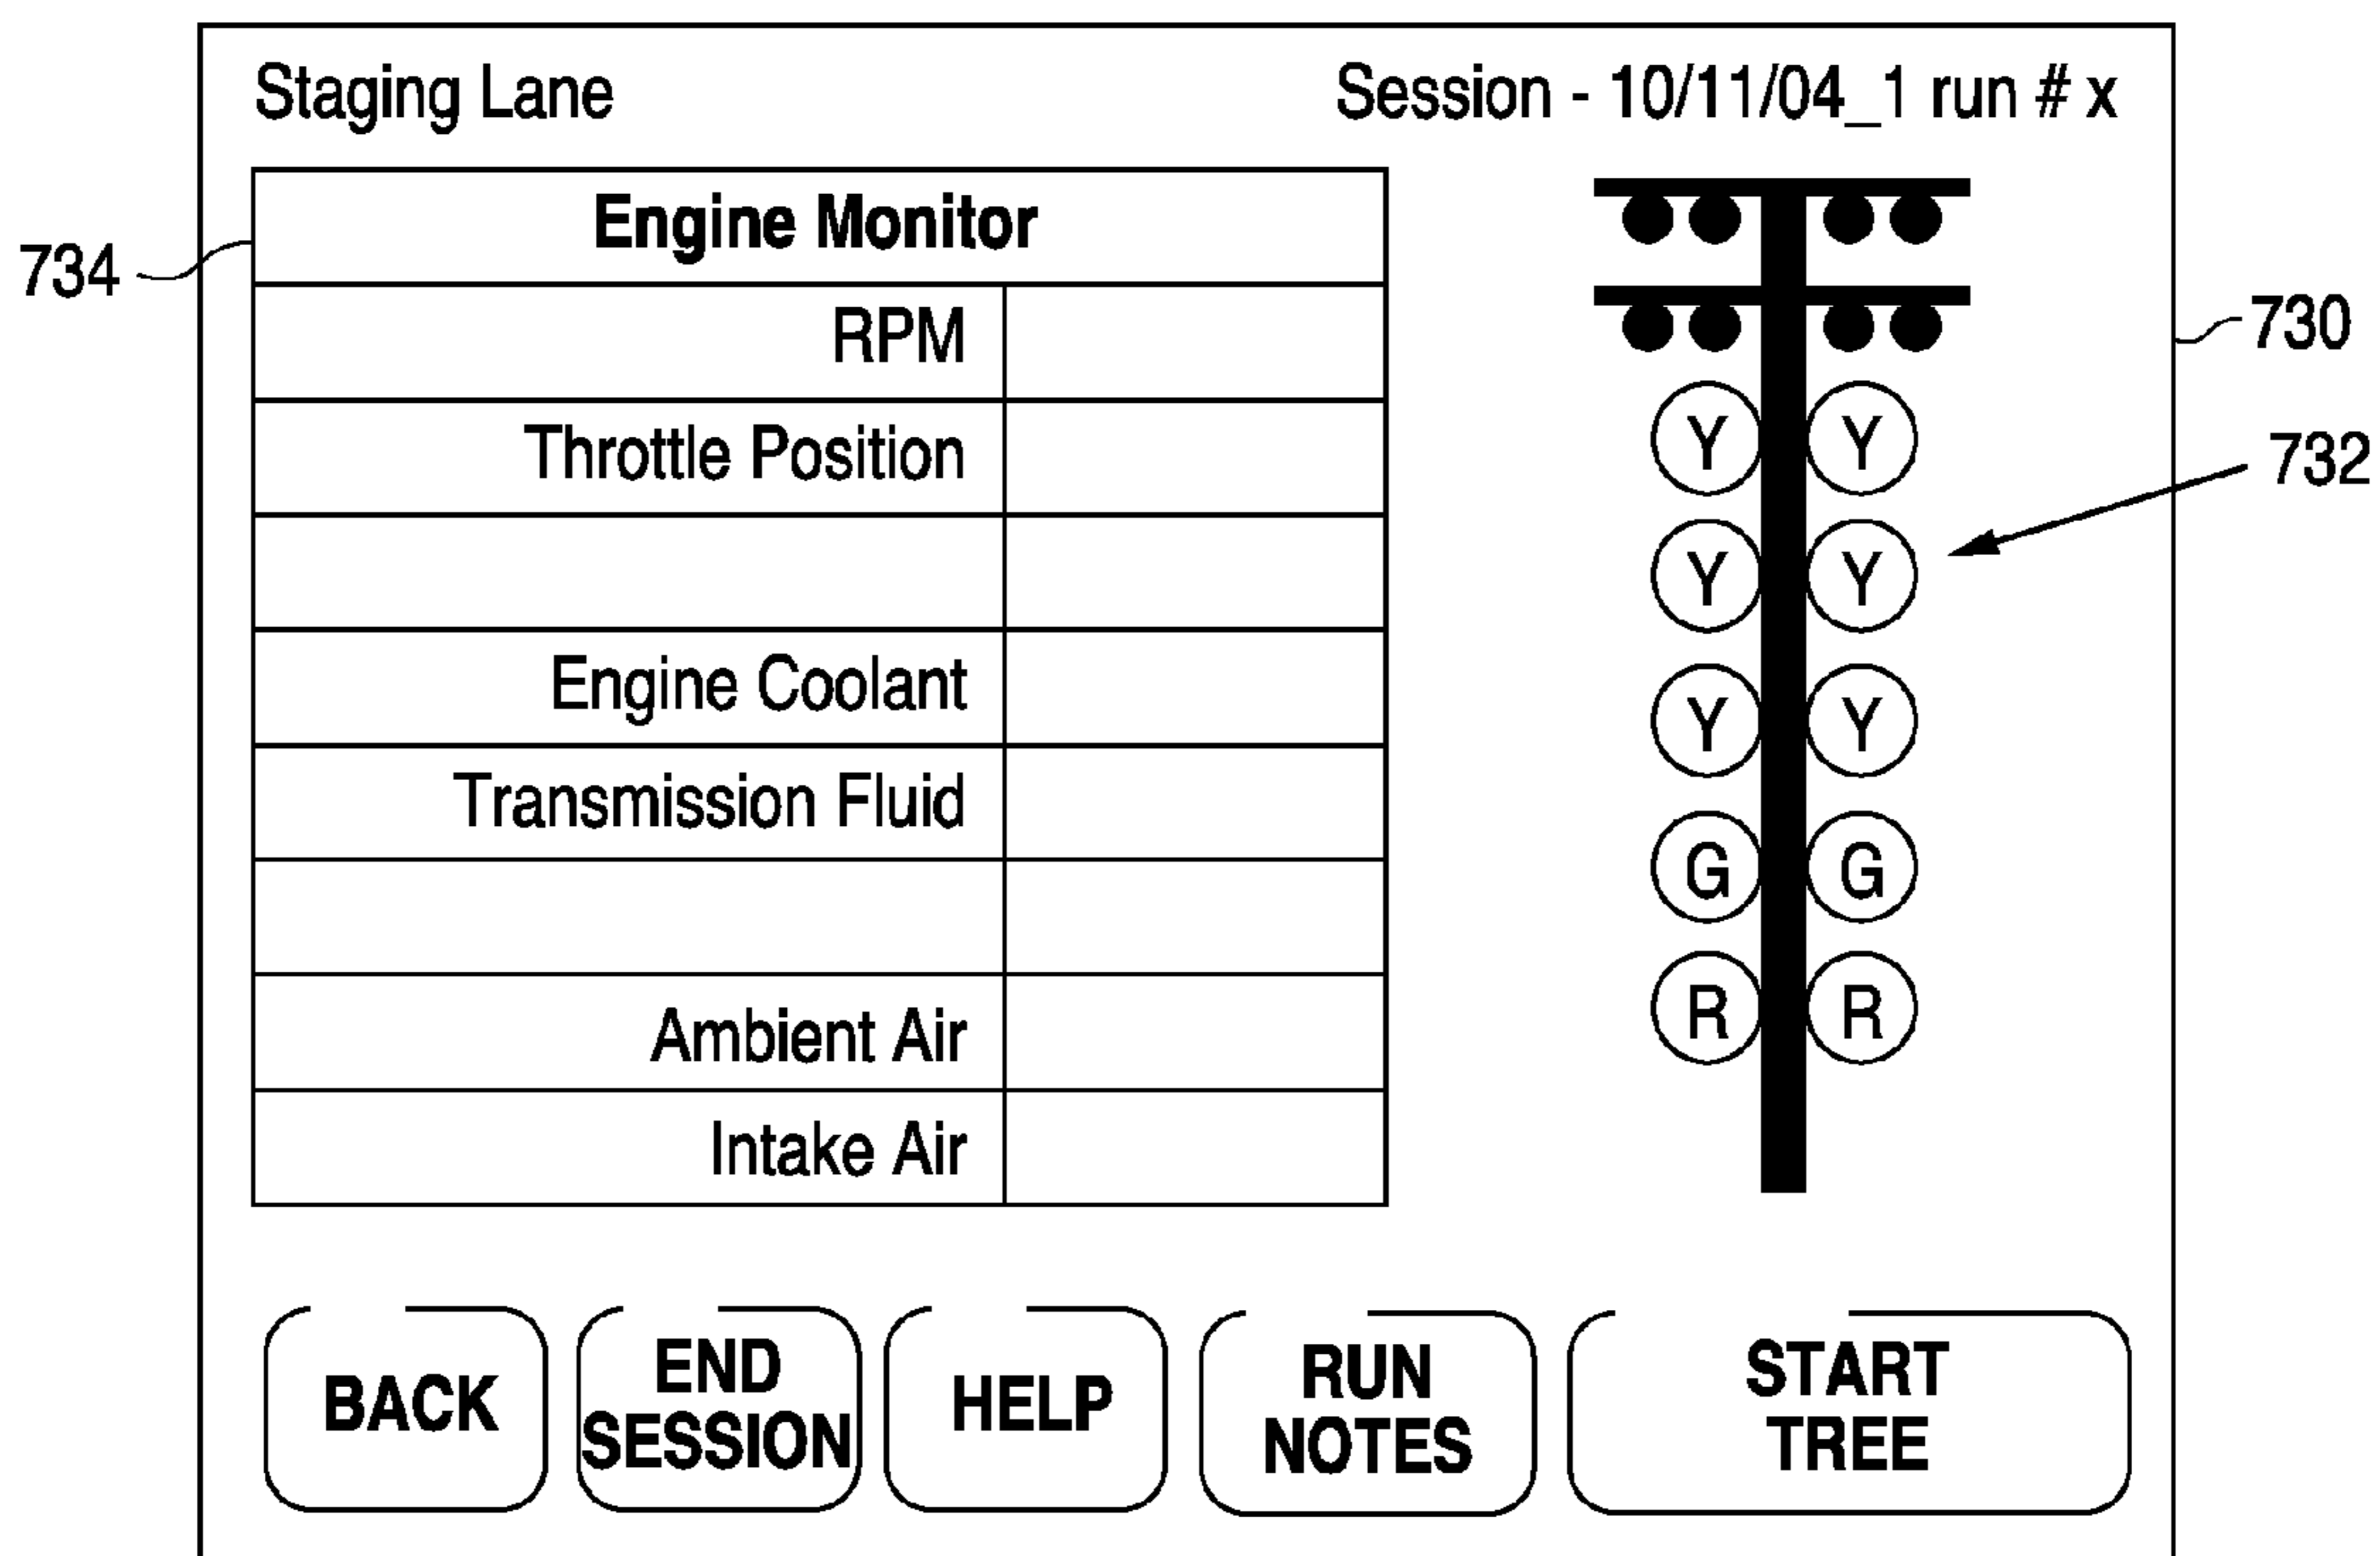 Staging Lane
Session - 10/11/04_1 run # x
734
Engine Monitor
RPM
Throttle Position
Engine Coolant
Transmission Fluid
Ambient Air
Intake Air
730
732
Y Y
Y Y
Y Y
G G
R R
BACK
END
SESSION
HELP
RUN
NOTES
START
TREE